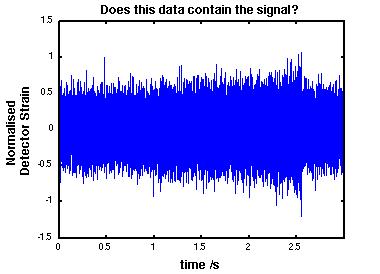 Does this data contain the signal?
1.5
1
0.5
0
-0.5
-1
-1.5
Normalised
Detector Strain
0 0.5 1 1.5 2 2.5
time /s